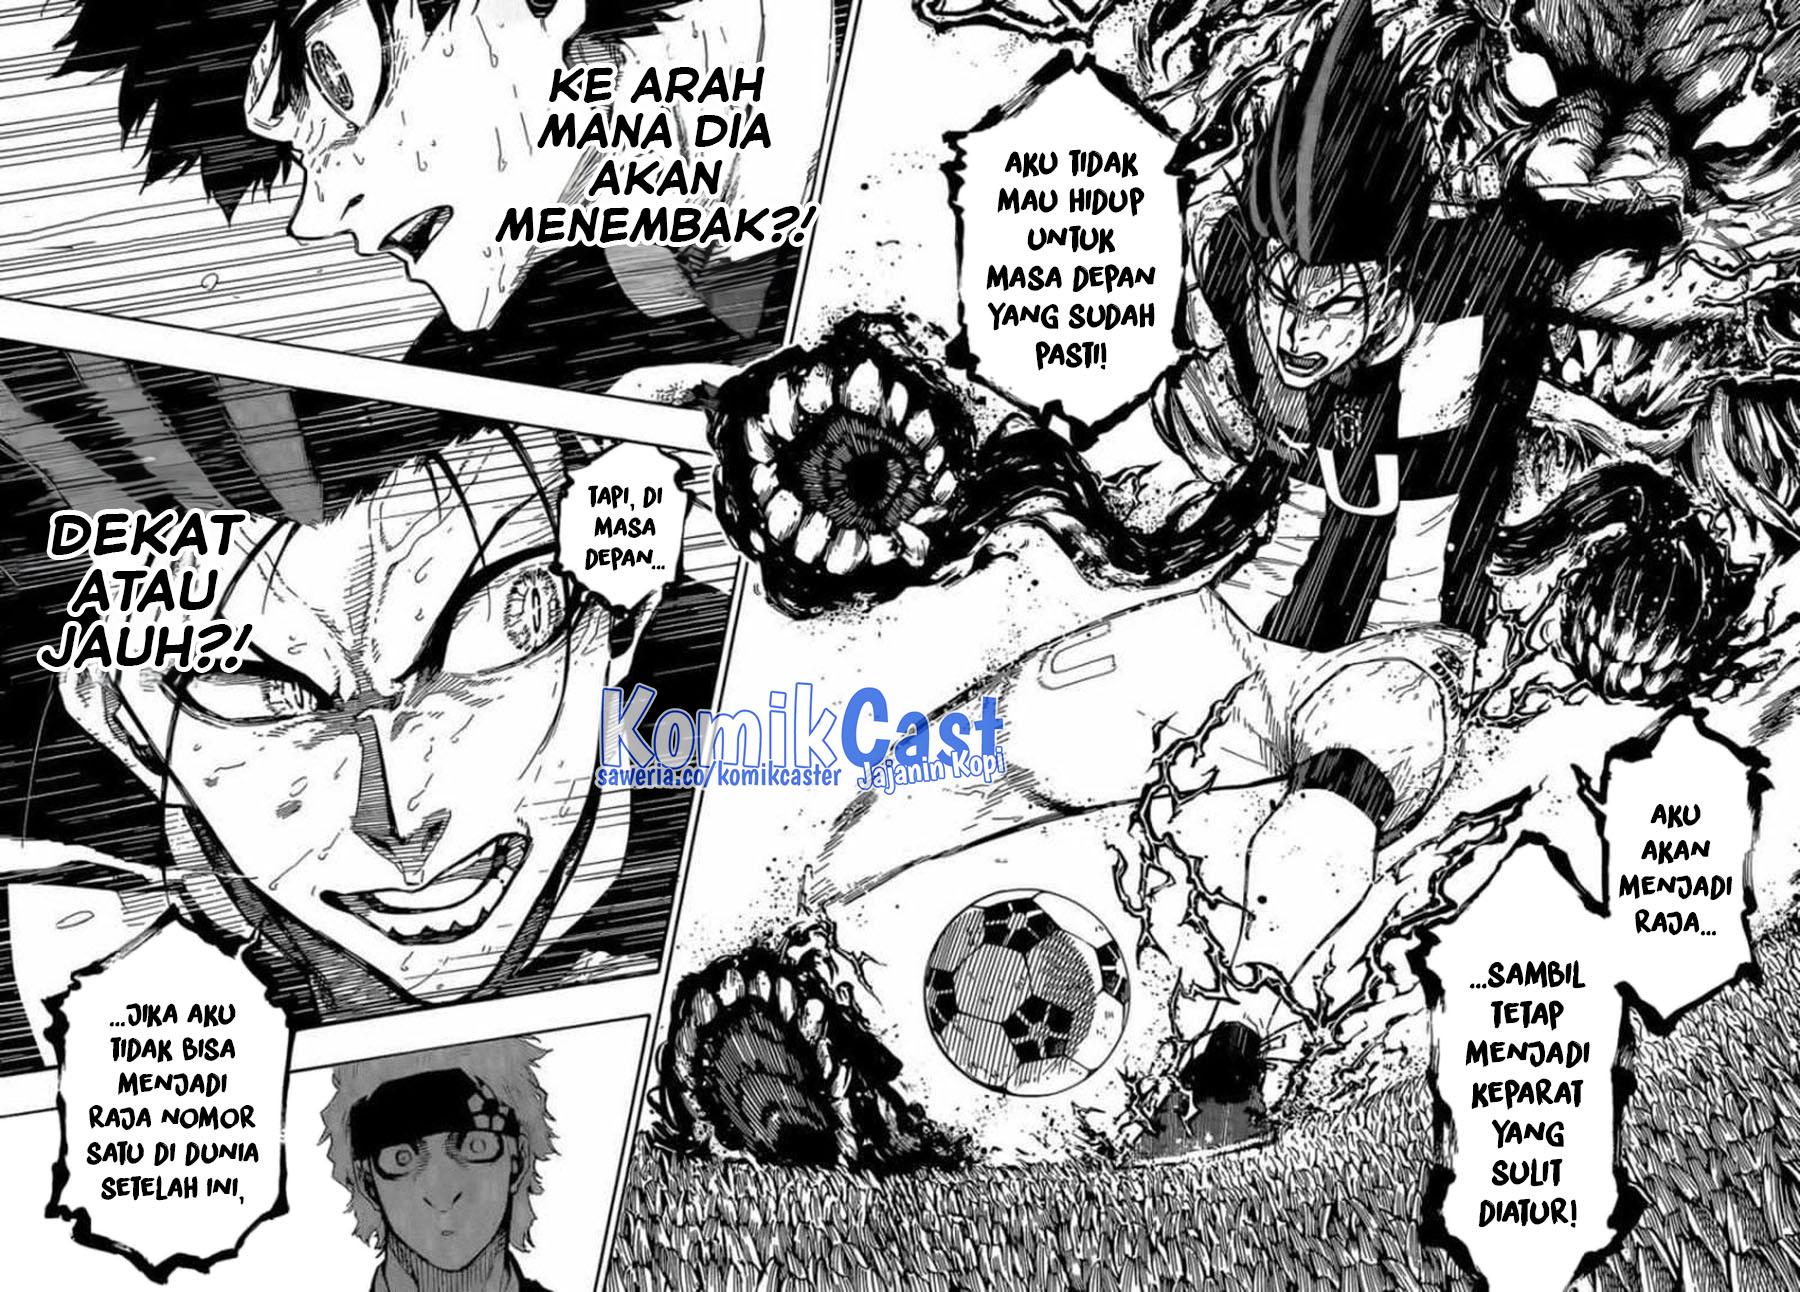 AKU
AKAN
MENJADI
RAJA...
...SAMBIL
TETAP
MENJADI
KEPARAT
YANG
SULIT
DIATUR!
AKU TIDAK
MAU HIDUP
UNTUK
MASA DEPAN
YANG SUDAH
PASTI!
U
KE ARAH
MANA DIA
AKAN
MENEMBAK?!
TAPI, DI
MASA
DEPAN...
DEKAT
ATAU
JAUH?!
...JIKA AKU
TIDAK BISA
MENJADI
RAJA NOMOR
SATU DI DUNIA
SETELAH INI,
KomikCast
saweria.co/komikcaster Jajanin Kopi